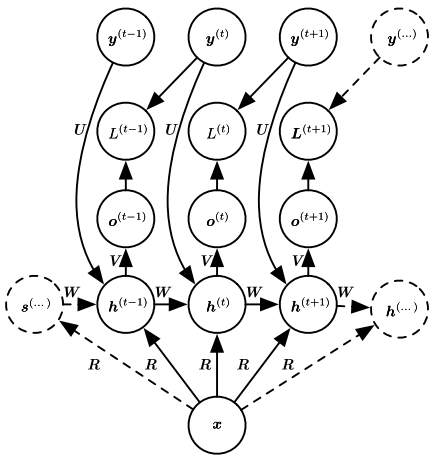 y^(t−1) y^(t) y^(t+1) y^(...)
U L^(t−1) U L^(t) U L^(t+1)
o^(t−1) o^(t) o^(t+1)
V V V
s^(...) W h^(t−1) W h^(t) W h^(t+1) W h^(...)
R R R R R
x